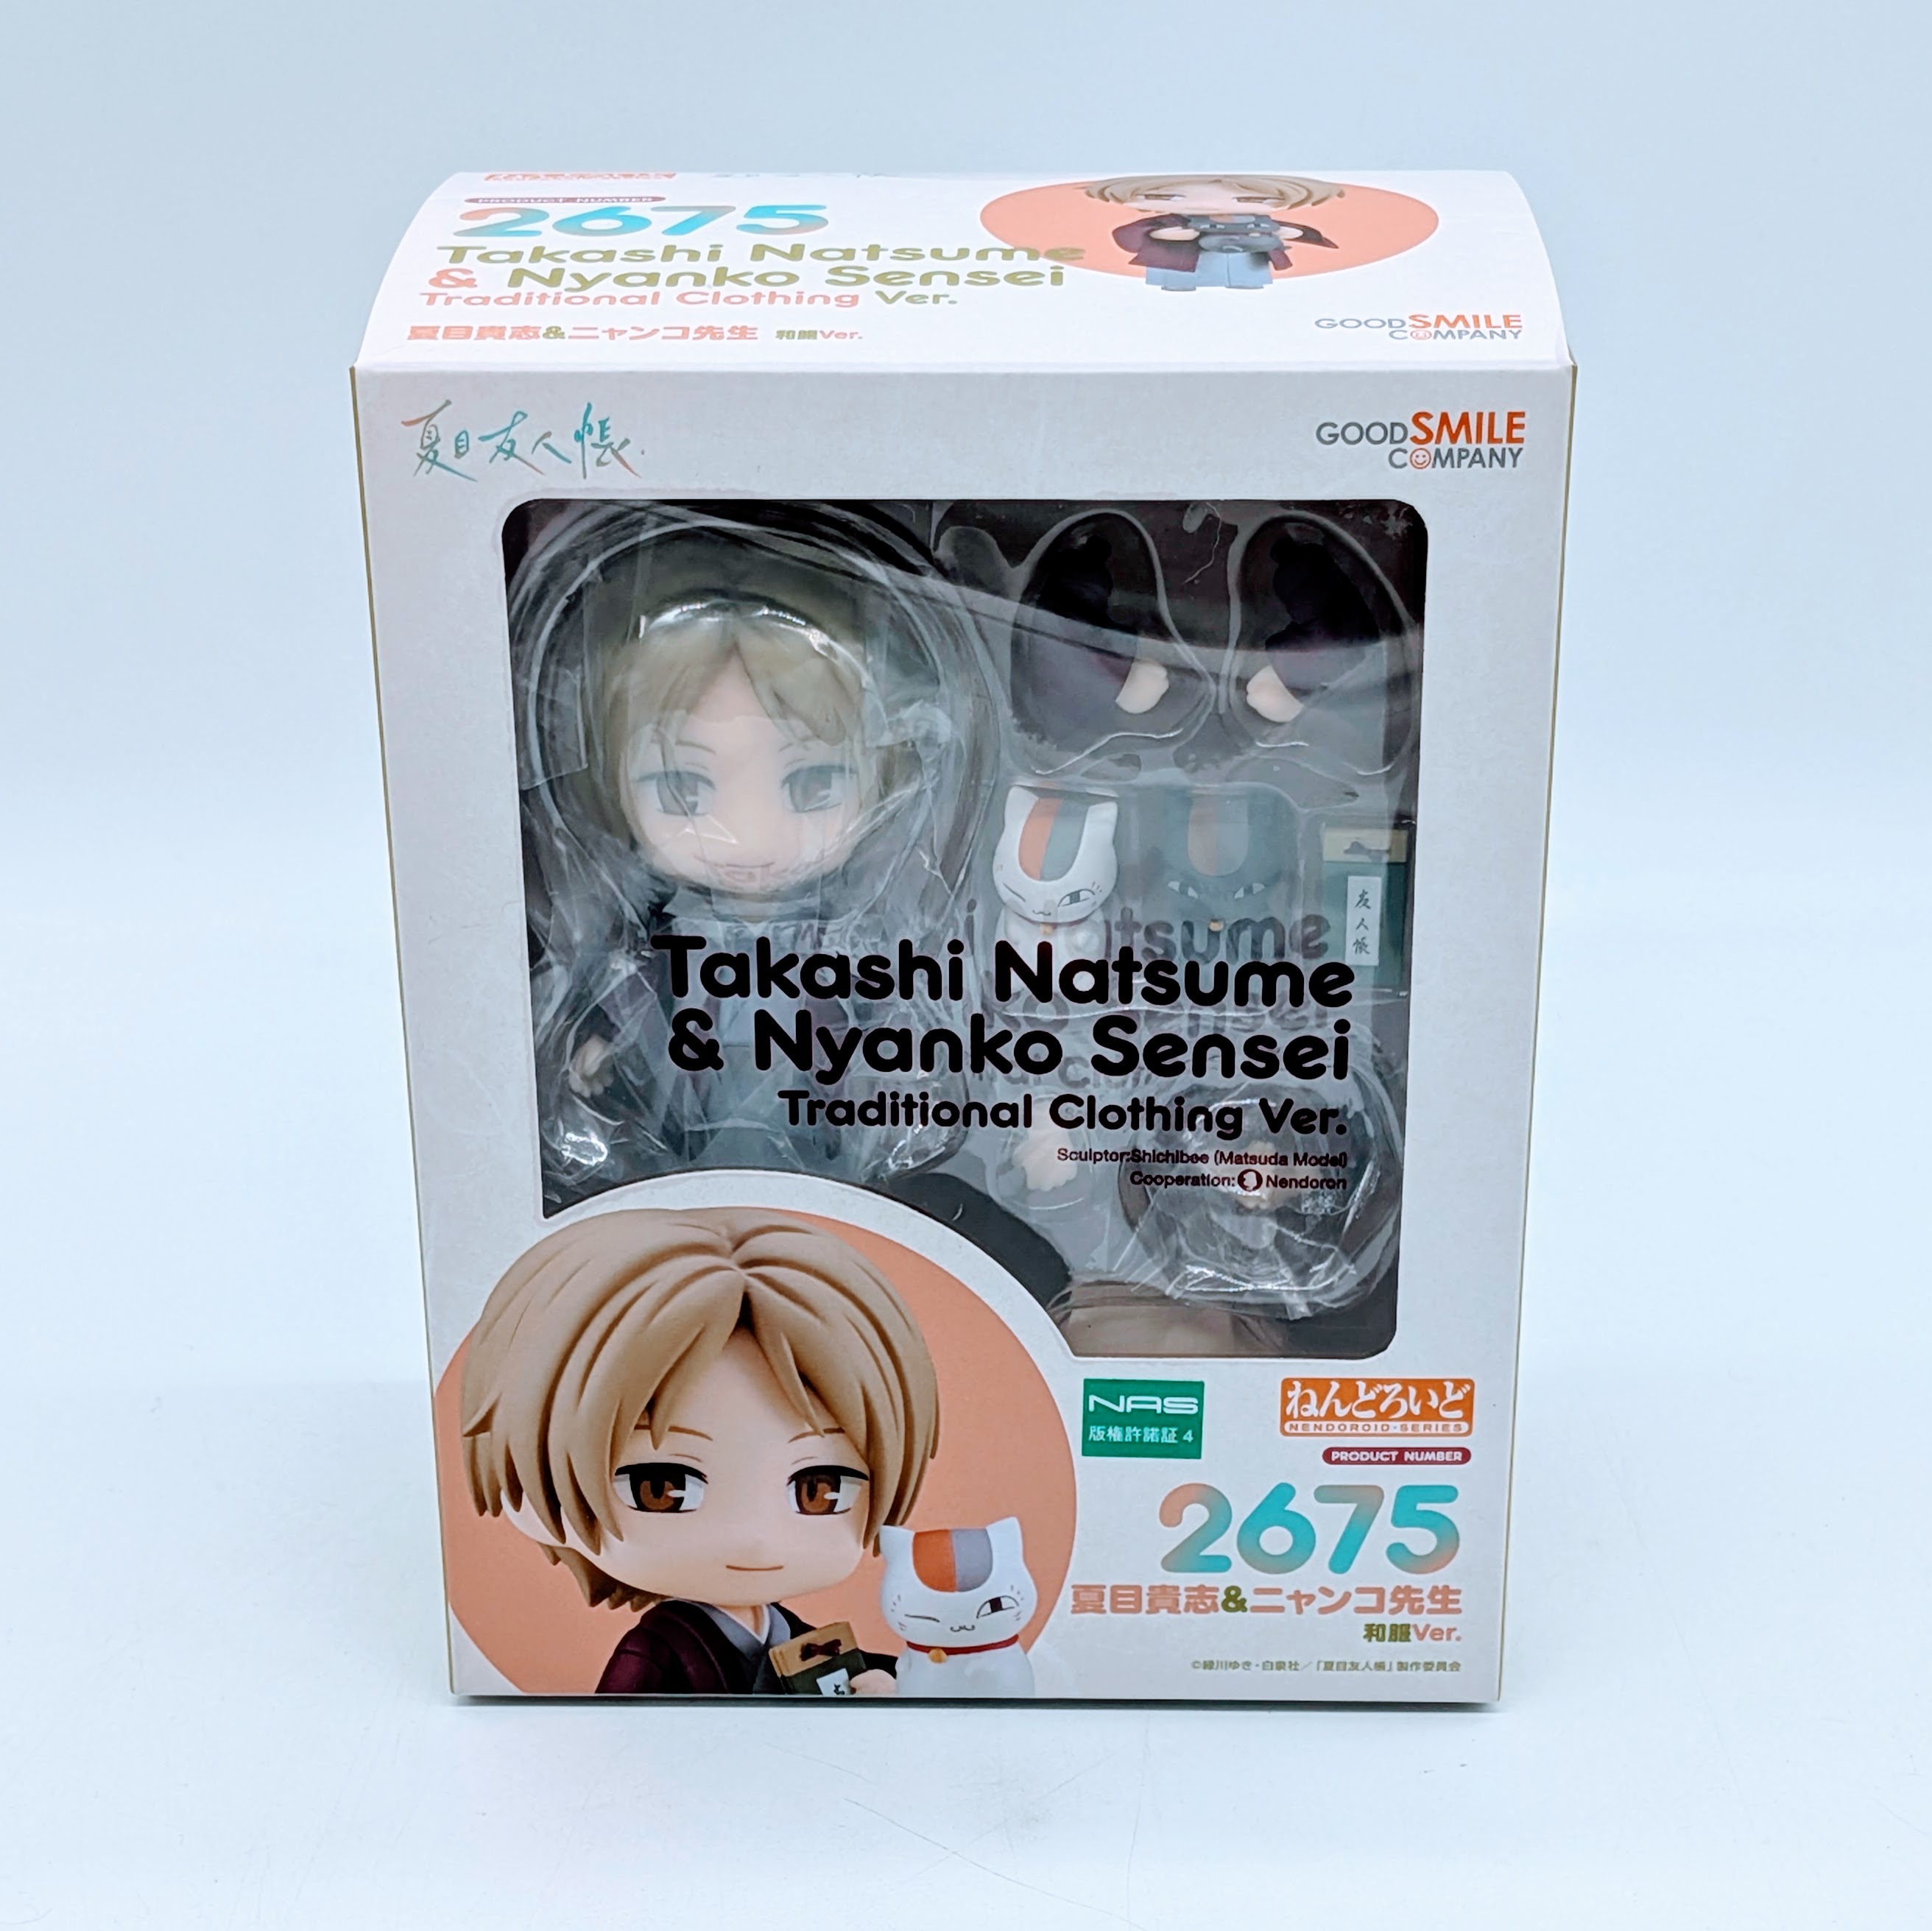 PRODUCT NUMBER
2675
Takashi Natsume
& Nyanko Sensei
Traditional Clothing Ver.
夏目貴志&ニャンコ先生 和服Ver.
GOODSMILE
COMPANY
夏目友人帳
GOODSMILE
COMPANY
友人帳
Takashi Natsume
& Nyanko Sensei
Traditional Clothing Ver.
Sculptor:Shichibee (Matsuda Model)
Cooperation: Nendoron
NAS
版権許諾証 4
ねんどろいど
NENDOROID-SERIES
PRODUCT NUMBER
2675
夏目貴志&ニャンコ先生
和服Ver.
©緑川ゆき・白泉社/「夏目友人帳」製作委員会